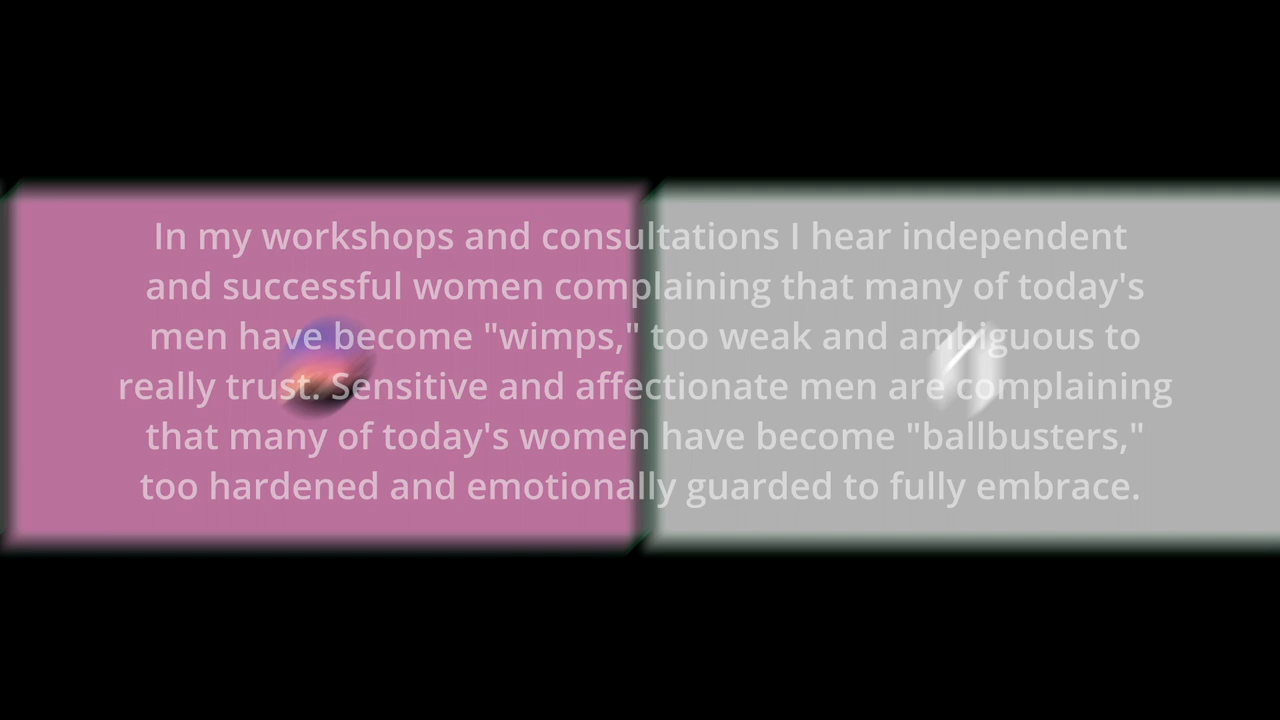 In my workshops and consultations I hear independent
and successful women complaining that many of today's
men have become "wimps," too weak and ambiguous to
really trust. Sensitive and affectionate men are complaining
that many of today's women have become "ballbusters,"
too hardened and emotionally guarded to fully embrace.